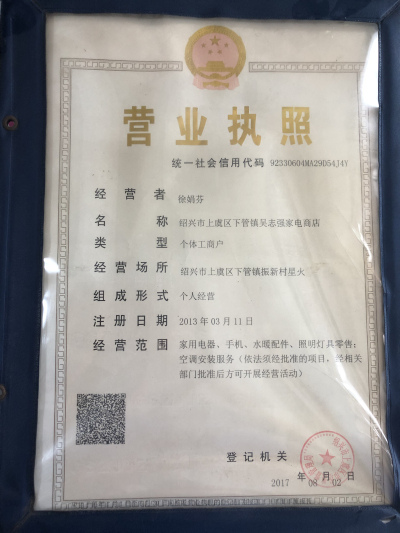 营业执照
统一社会信用代码 92330604MA29D54J4Y
经营者 徐娟芬
名称 绍兴市上虞区下管镇吴志强家电商店
类型 个体工商户
经营场所 绍兴市上虞区下管镇振新村星火
组成形式 个人经营
注册日期 2013年03月11日
经营范围 家用电器、手机、水暖配件、照明灯具零售;
空调安装服务(依法须经批准的项目,经相关
部门批准后方可开展经营活动)
登记机关
2017 年 08 月 02 日